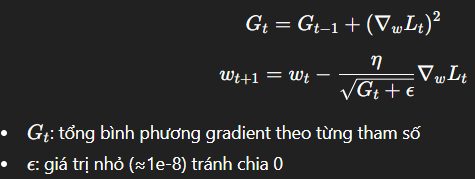 G_t = G_{t−1} + (∇_w L_t)^2
w_{t+1} = w_t − η / √(G_t + ϵ) ∇_w L_t
• G_t: tổng bình phương gradient theo từng tham số
• ϵ: giá trị nhỏ (≈1e-8) tránh chia 0